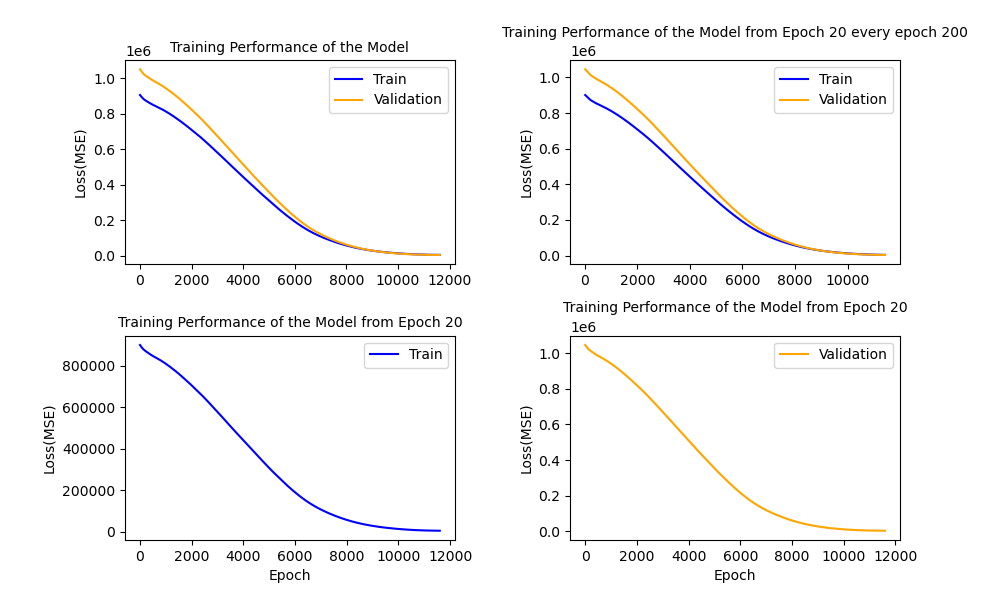 Training Performance of the Model
1e6
Loss(MSE)
1.0
0.8
0.6
0.4
0.2
0.0
Train
Validation
0 2000 4000 6000 8000 10000 12000
Training Performance of the Model from Epoch 20 every epoch 200
1e6
Loss(MSE)
1.0
0.8
0.6
0.4
0.2
0.0
Train
Validation
0 2000 4000 6000 8000 10000
Training Performance of the Model from Epoch 20
Loss(MSE)
800000
600000
400000
200000
0
Train
0 2000 4000 6000 8000 10000 12000
Epoch
Training Performance of the Model from Epoch 20
1e6
Loss(MSE)
1.0
0.8
0.6
0.4
0.2
0.0
Validation
0 2000 4000 6000 8000 10000 12000
Epoch